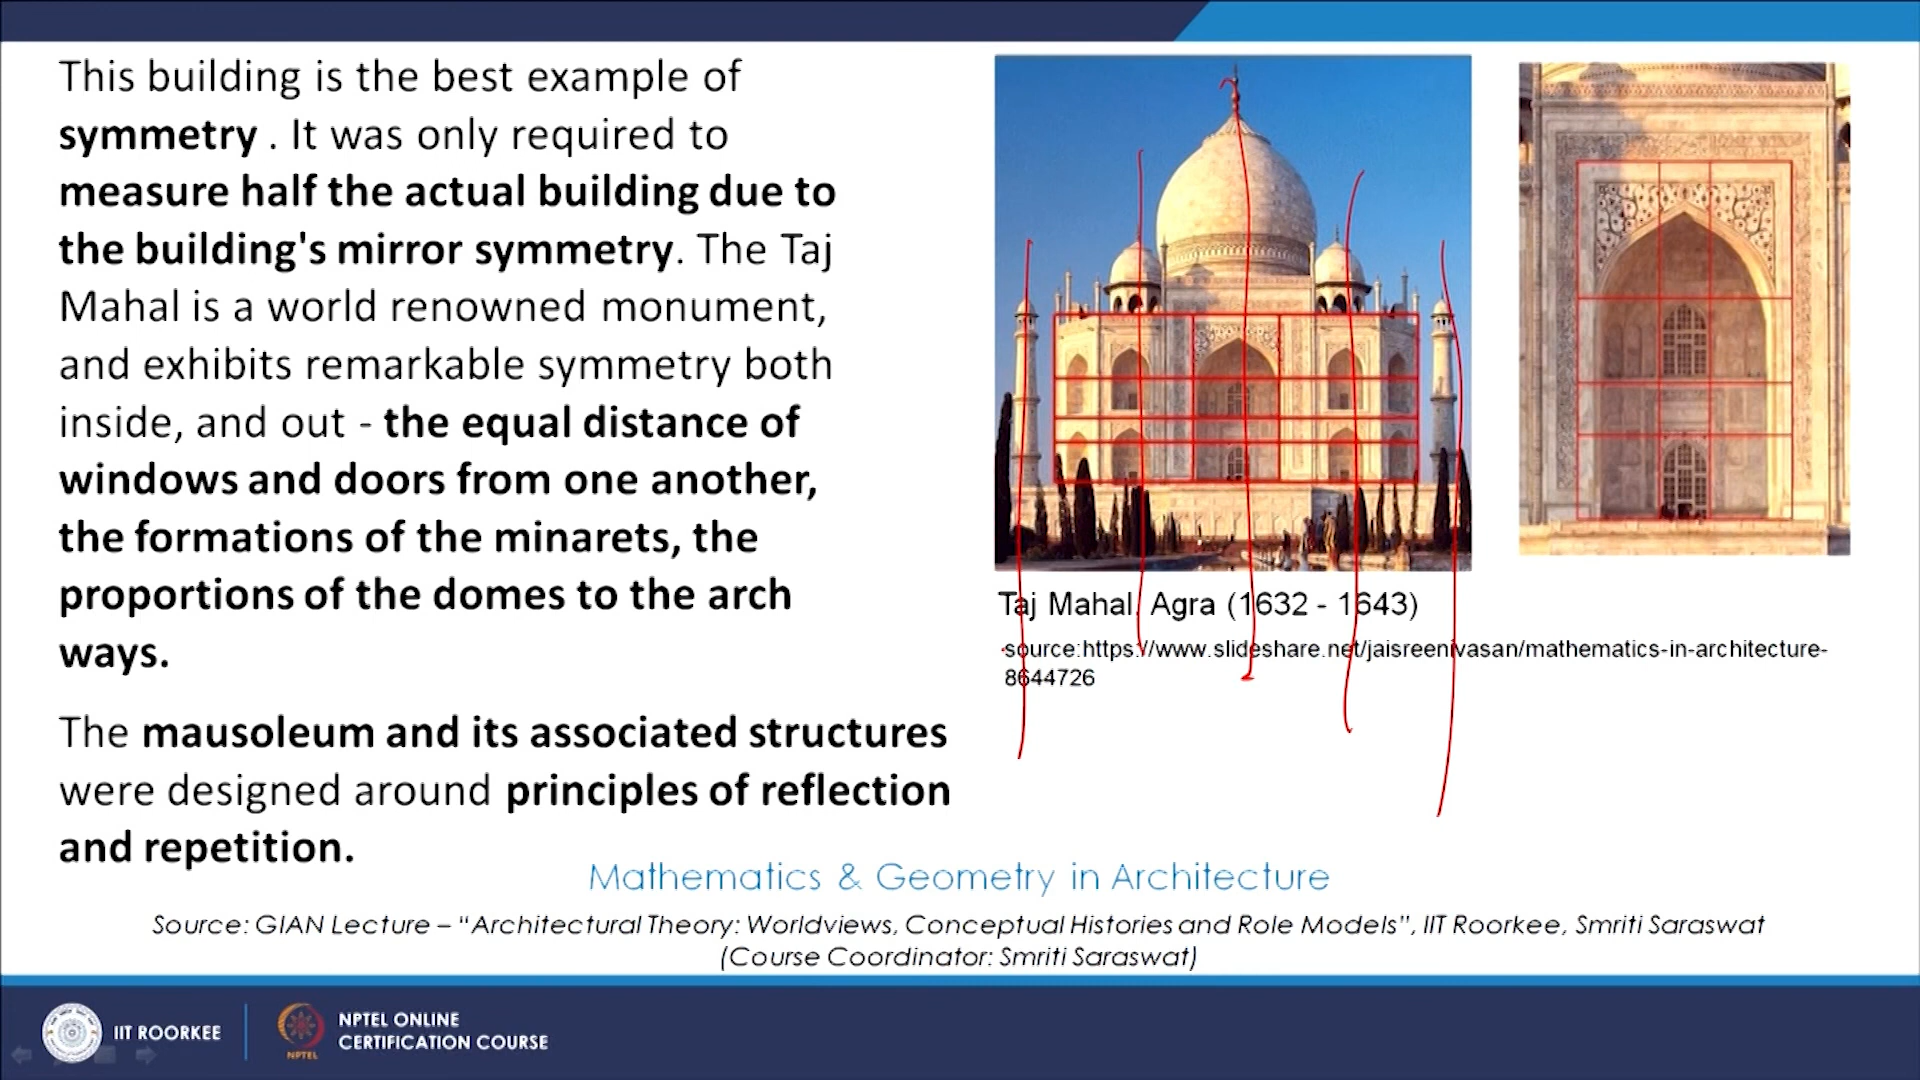 This building is the best example of
symmetry . It was only required to
measure half the actual building due to
the building's mirror symmetry. The Taj
Mahal is a world renowned monument,
and exhibits remarkable symmetry both
inside, and out - the equal distance of
windows and doors from one another,
the formations of the minarets, the
proportions of the domes to the arch
ways.
The mausoleum and its associated structures
were designed around principles of reflection
and repetition.
Taj Mahal, Agra (1632 - 1643)
source:https://www.slideshare.net/jaisreenivasan/mathematics-in-architecture-
8644726
Mathematics & Geometry in Architecture
Source: GIAN Lecture – “Architectural Theory: Worldviews, Conceptual Histories and Role Models”, IIT Roorkee, Smriti Saraswat
(Course Coordinator: Smriti Saraswat)
IIT ROORKEE
NPTEL
NPTEL ONLINE
CERTIFICATION COURSE